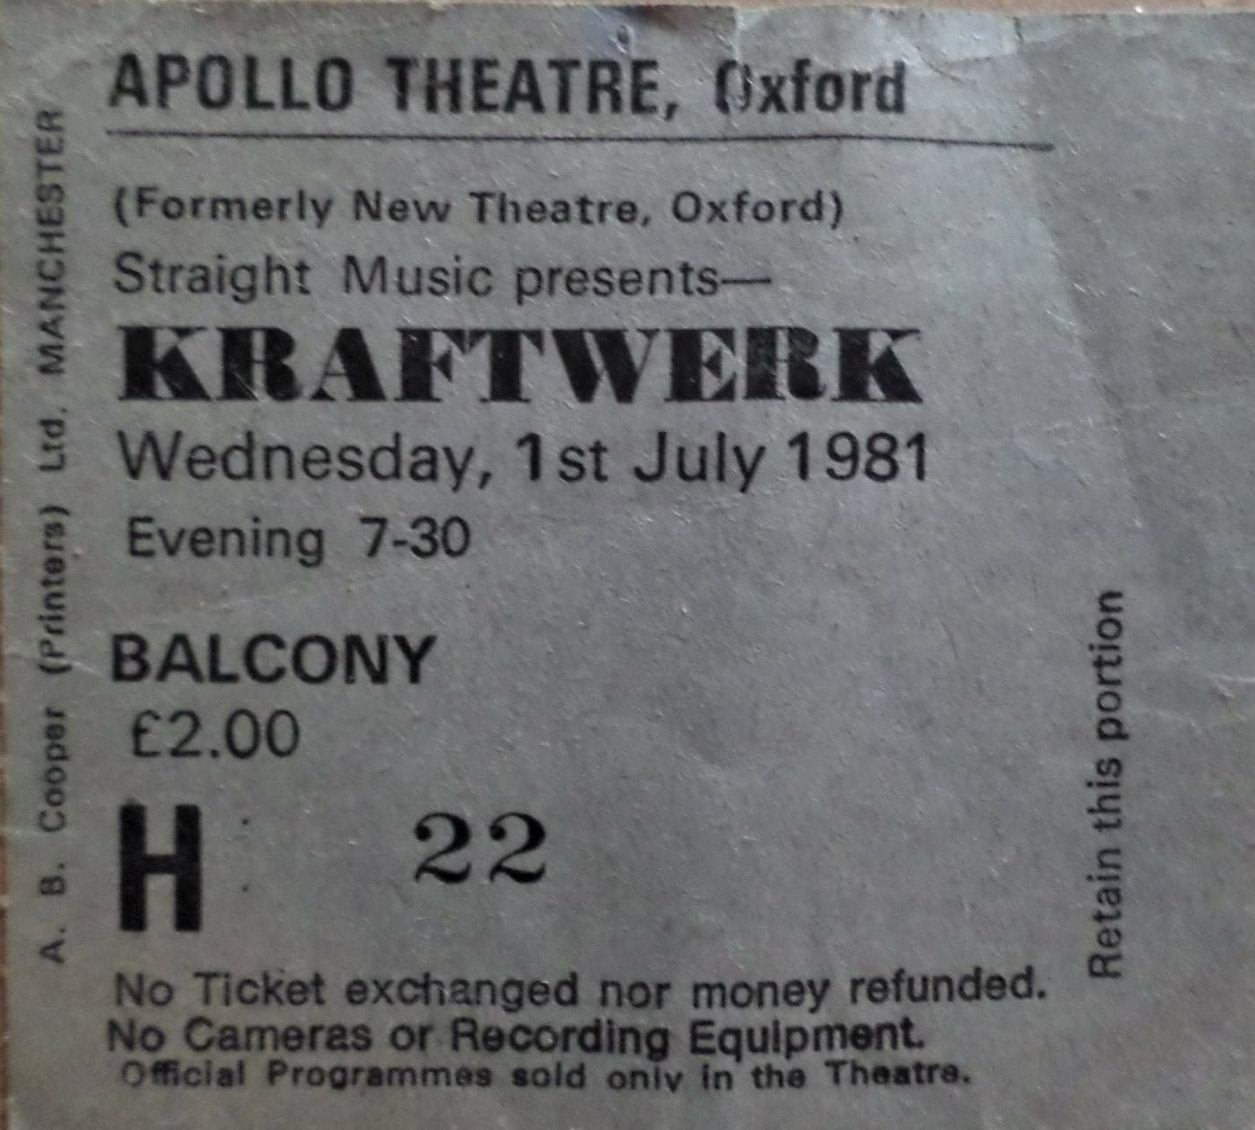 APOLLO THEATRE, Oxford
(Formerly New Theatre, Oxford)
Straight Music presents—
KRAFTWERK
Wednesday, 1st July 1981
Evening 7-30
BALCONY
£2.00
H 22
No Ticket exchanged nor money refunded.
No Cameras or Recording Equipment.
Official Programmes sold only in the Theatre.
A. B. Cooper (Printers) Ltd. MANCHESTER
Retain this portion